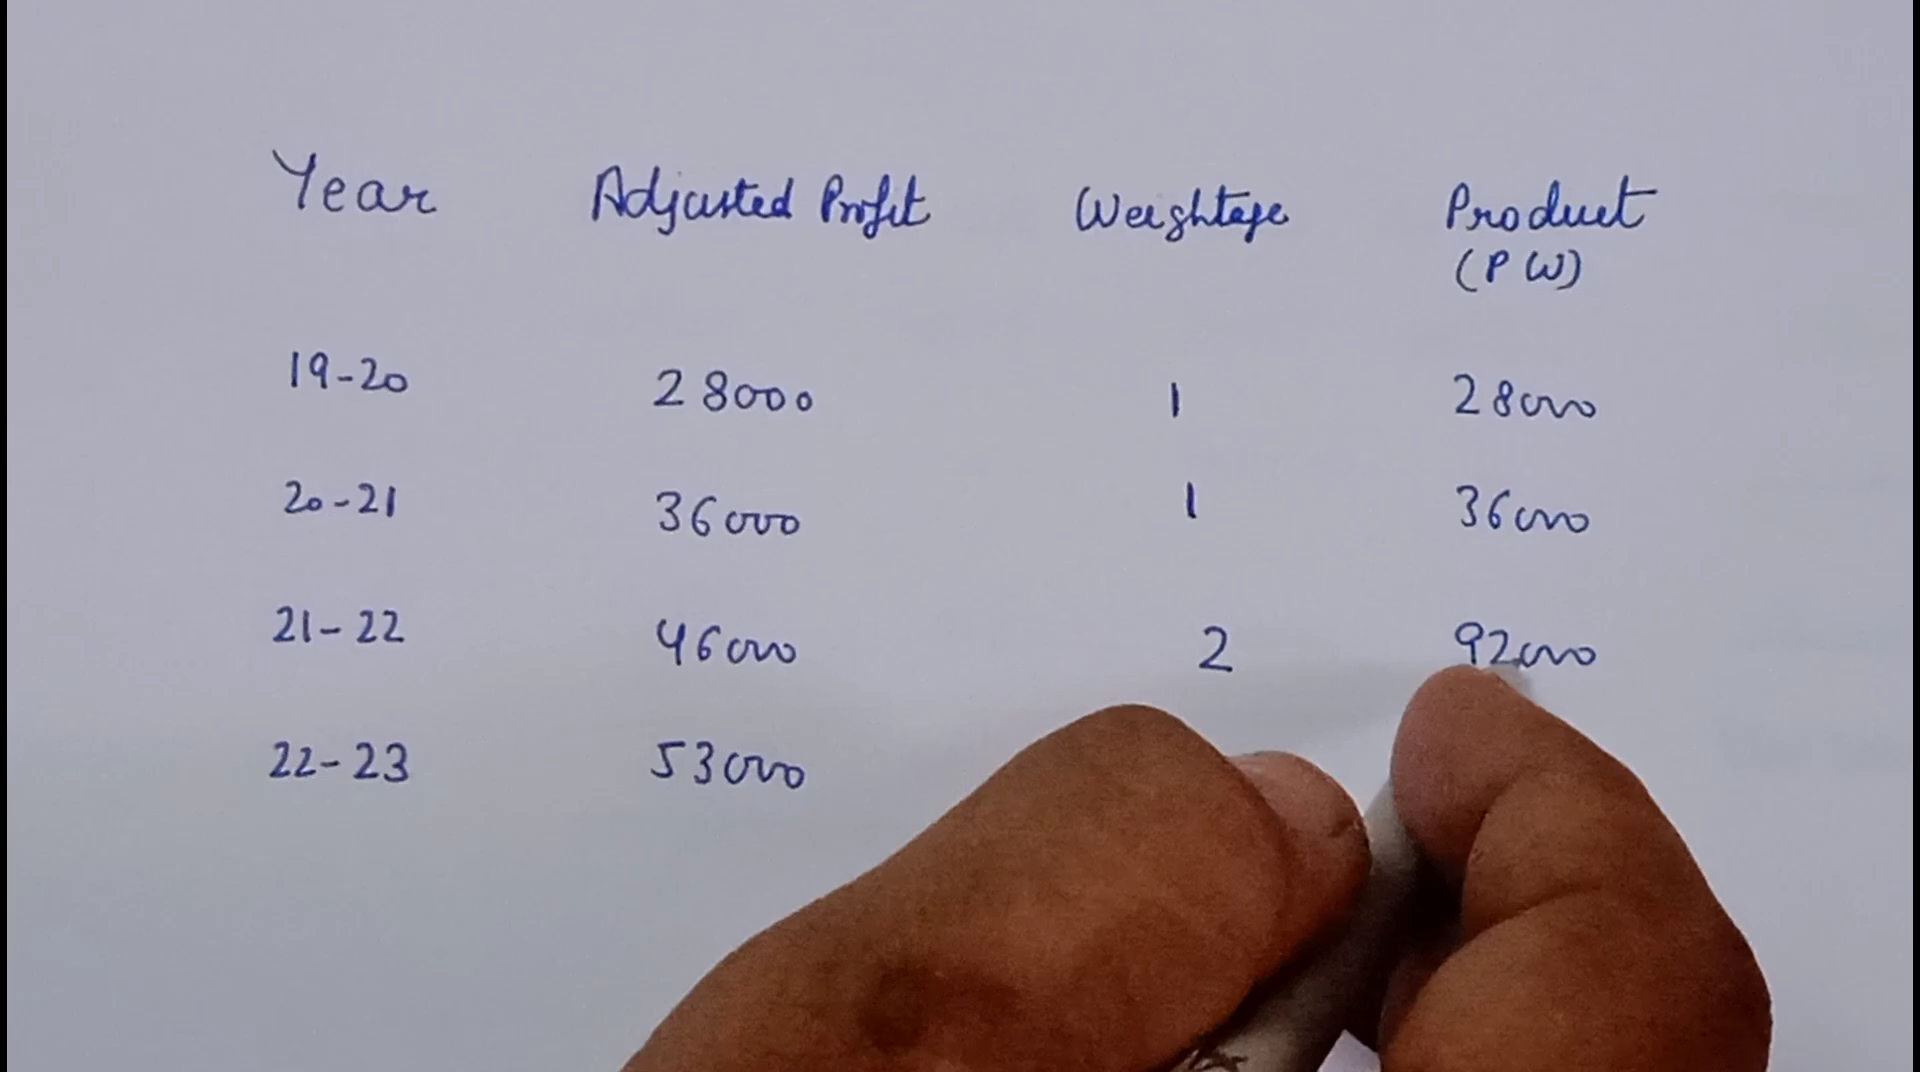 Year Adjusted Profit Weightage Product
(PW)
19-20 28000 1 28000
20-21 36000 1 36000
21-22 46000 2 92000
22-23 53000